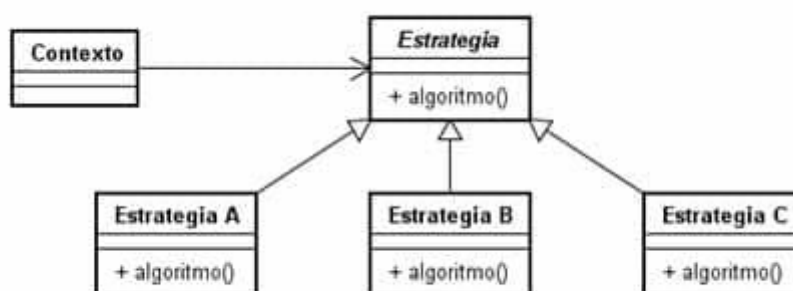 Contexto
Estrategia
+ algoritmo()
Estrategia A
+ algoritmo()
Estrategia B
+ algoritmo()
Estrategia C
+ algoritmo()